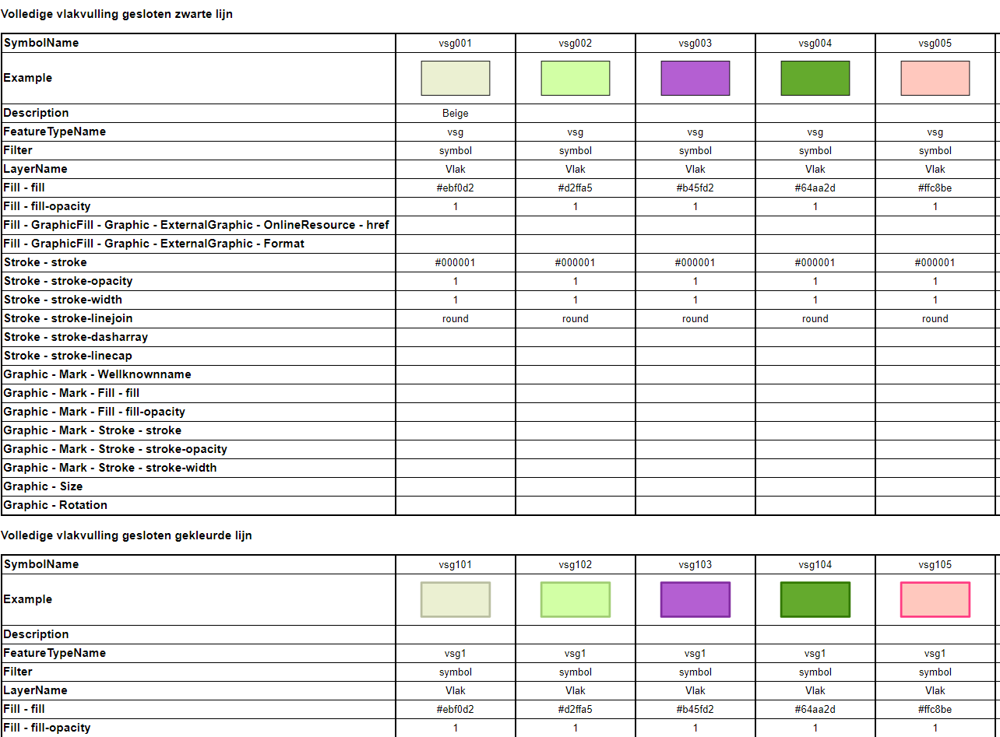 Volledige vlakvulling gesloten zwarte lijn
SymbolName vsg001 vsg002 vsg003 vsg004 vsg005
Example
Description Beige
FeatureTypeName vsg vsg vsg vsg vsg
Filter symbol symbol symbol symbol symbol
LayerName Vlak Vlak Vlak Vlak Vlak
Fill - fill #ebf0d2 #d2ffa5 #b45fd2 #64aa2d #ffc8be
Fill - fill-opacity 1 1 1 1 1
Fill - GraphicFill - Graphic - ExternalGraphic - OnlineResource - href
Fill - GraphicFill - Graphic - ExternalGraphic - Format
Stroke - stroke #000001 #000001 #000001 #000001 #000001
Stroke - stroke-opacity 1 1 1 1 1
Stroke - stroke-width 1 1 1 1 1
Stroke - stroke-linejoin round round round round round
Stroke - stroke-dasharray
Stroke - stroke-linecap
Graphic - Mark - Wellknownname
Graphic - Mark - Fill - fill
Graphic - Mark - Fill - fill-opacity
Graphic - Mark - Stroke - stroke
Graphic - Mark - Stroke - stroke-opacity
Graphic - Mark - Stroke - stroke-width
Graphic - Size
Graphic - Rotation
Volledige vlakvulling gesloten gekleurde lijn
SymbolName vsg101 vsg102 vsg103 vsg104 vsg105
Example
Description
FeatureTypeName vsg1 vsg1 vsg1 vsg1 vsg1
Filter symbol symbol symbol symbol symbol
LayerName Vlak Vlak Vlak Vlak Vlak
Fill - fill #ebf0d2 #d2ffa5 #b45fd2 #64aa2d #ffc8be
Fill - fill-opacity 1 1 1 1 1